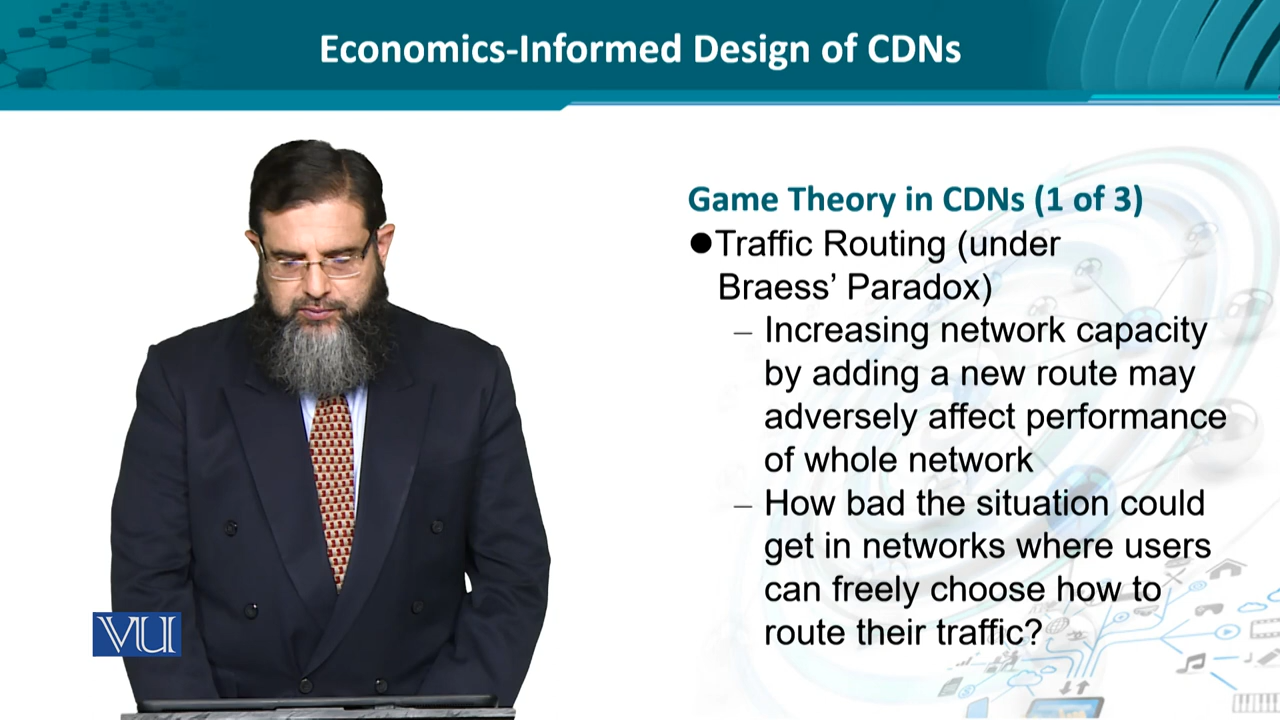 Economics-Informed Design of CDNs
Game Theory in CDNs (1 of 3)
●Traffic Routing (under
Braess’ Paradox)
– Increasing network capacity
by adding a new route may
adversely affect performance
of whole network
– How bad the situation could
get in networks where users
can freely choose how to
route their traffic?
VU